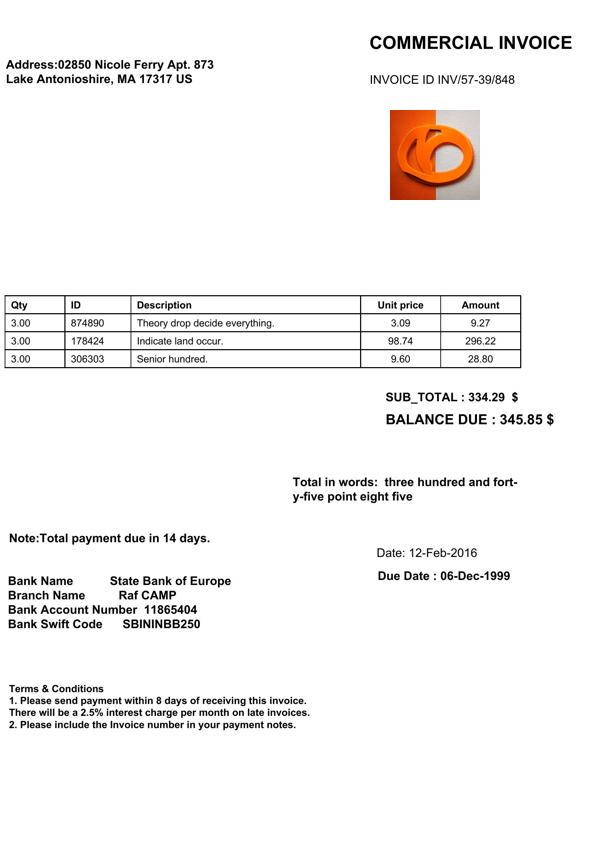 COMMERCIAL INVOICE
Address:02850 Nicole Ferry Apt. 873
Lake Antonioshire, MA 17317 US
INVOICE ID INV/57-39/848
Qty ID Description Unit price Amount
3.00 874890 Theory drop decide everything. 3.09 9.27
3.00 178424 Indicate land occur. 98.74 296.22
3.00 306303 Senior hundred. 9.60 28.80
SUB_TOTAL : 334.29 $
BALANCE DUE : 345.85 $
Total in words: three hundred and fort-
y-five point eight five
Note:Total payment due in 14 days.
Date: 12-Feb-2016
Due Date : 06-Dec-1999
Bank Name State Bank of Europe
Branch Name Raf CAMP
Bank Account Number 11865404
Bank Swift Code SBININBB250
Terms & Conditions
1. Please send payment within 8 days of receiving this invoice.
There will be a 2.5% interest charge per month on late invoices.
2. Please include the Invoice number in your payment notes.